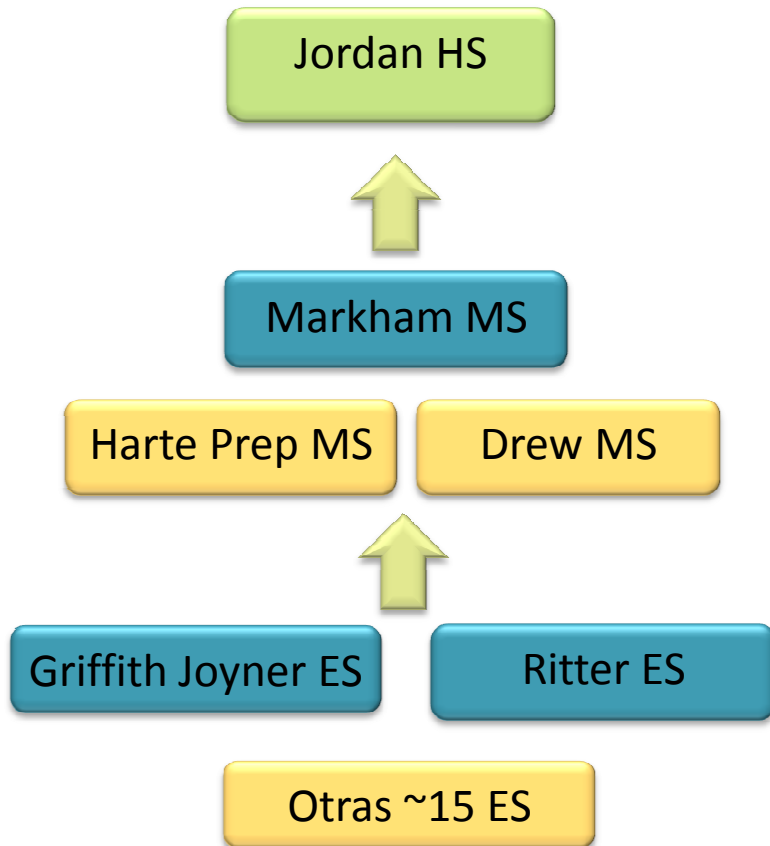 Jordan HS
Markham MS
Harte Prep MS
Drew MS
Griffith Joyner ES
Ritter ES
Otras ~15 ES